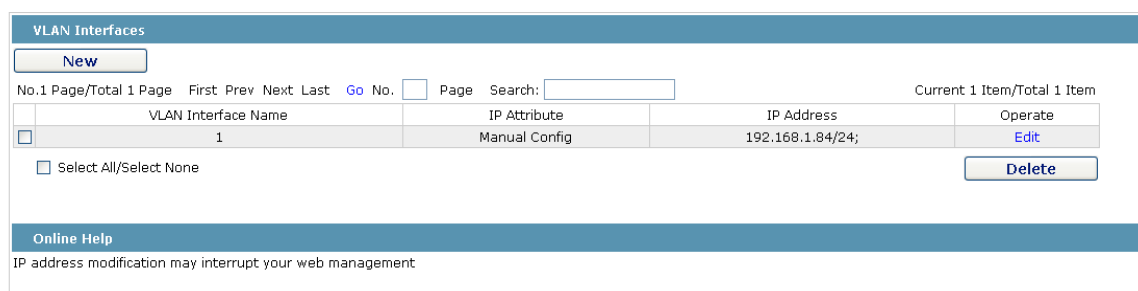 VLAN Interfaces
New
No.1 Page/Total 1 Page First Prev Next Last Go No. Page Search: Current 1 Item/Total 1 Item
VLAN Interface Name IP Attribute IP Address Operate
1 Manual Config 192.168.1.84/24; Edit
Select All/Select None Delete
Online Help
IP address modification may interrupt your web management